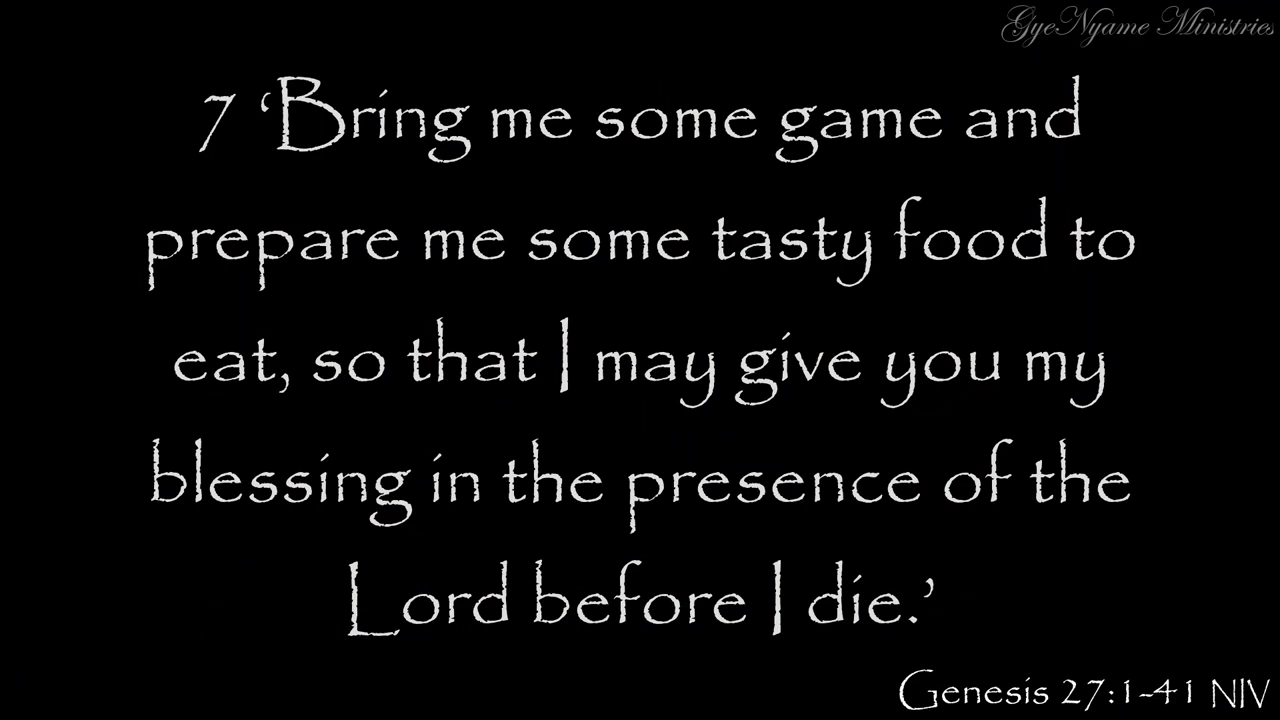 GyeNyame Ministries
7 ‘Bring me some game and
prepare me some tasty food to
eat, so that I may give you my
blessing in the presence of the
Lord before I die.’
Genesis 27:1-41 NIV